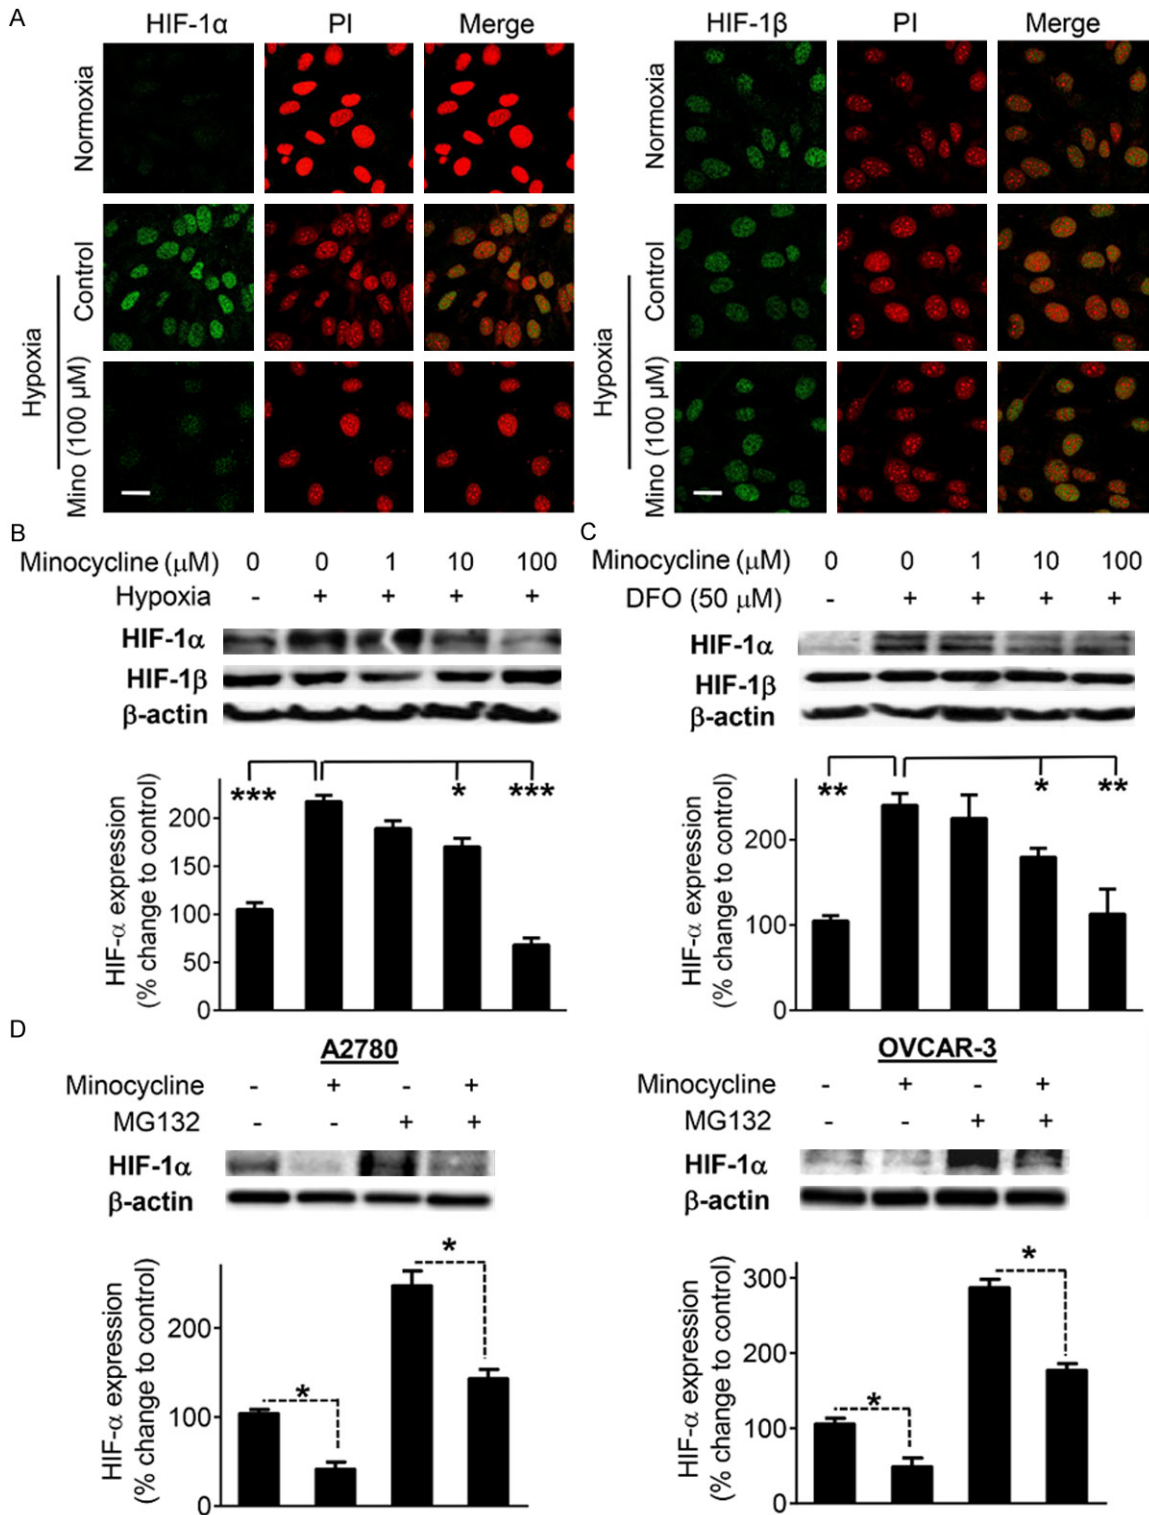 A
HIF-1α PI Merge
HIF-1β PI Merge
Normoxia
Control
Hypoxia
Mino (100 µM)
Normoxia
Control
Hypoxia
Mino (100 µM)
B
Minocycline (μM) 0 0 1 10 100
Hypoxia - + + + +
HIF-1α
HIF-1β
β-actin
*** * ***
HIF-α expression
(% change to control)
200
150
100
50
0
C
Minocycline (μM) 0 0 1 10 100
DFO (50 μM) - + + + +
HIF-1α
HIF-1β
β-actin
** * **
HIF-α expression
(% change to control)
200
100
0
D
A2780
Minocycline - + - +
MG132 - - + +
HIF-1α
β-actin
* *
HIF-α expression
(% change to control)
200
100
0
OVCAR-3
Minocycline - + - +
MG132 - - + +
HIF-1α
β-actin
* *
HIF-α expression
(% change to control)
300
200
100
0